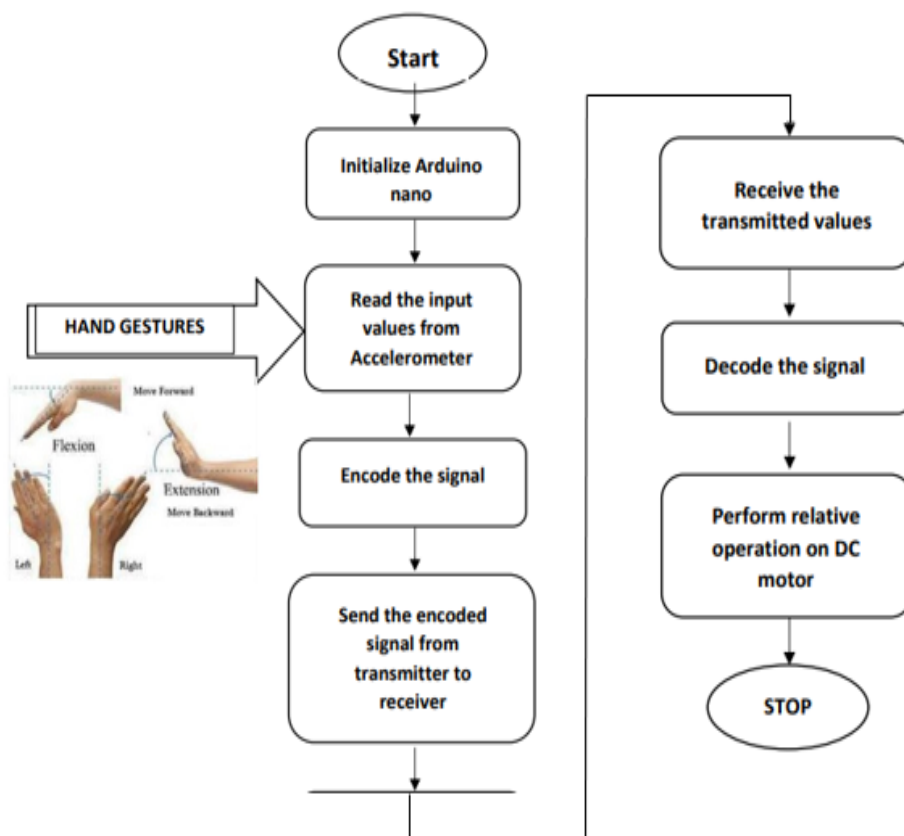 Start
Initialize Arduino
nano
Read the input
values from
Accelerometer
HAND GESTURES
Move Forward
Flexion
Extension
Move Backward
Left
Right
Encode the signal
Send the encoded
signal from
transmitter to
receiver
Receive the
transmitted values
Decode the signal
Perform relative
operation on DC
motor
STOP